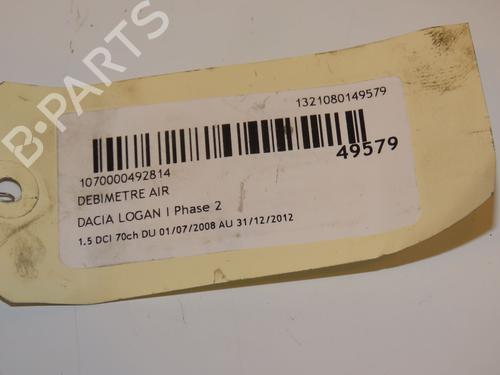 B-PARTS
1321080149579
49579
1070000492814
DEBIMETRE AIR
DACIA LOGAN I Phase 2
1.5 DCI 70ch DU 01/07/2008 AU 31/12/2012